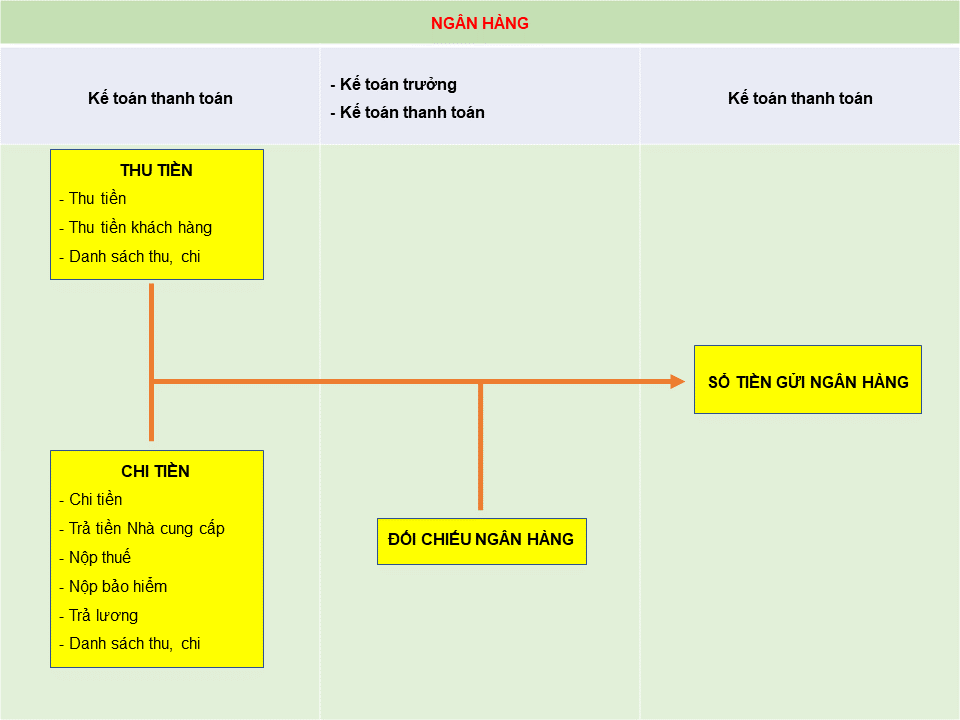 NGÂN HÀNG
Kế toán thanh toán
- Kế toán trưởng
- Kế toán thanh toán
Kế toán thanh toán
THU TIỀN
- Thu tiền
- Thu tiền khách hàng
- Danh sách thu, chi
SỔ TIỀN GỬI NGÂN HÀNG
CHI TIỀN
- Chi tiền
- Trả tiền Nhà cung cấp
- Nộp thuế
- Nộp bảo hiểm
- Trả lương
- Danh sách thu, chi
ĐỐI CHIẾU NGÂN HÀNG